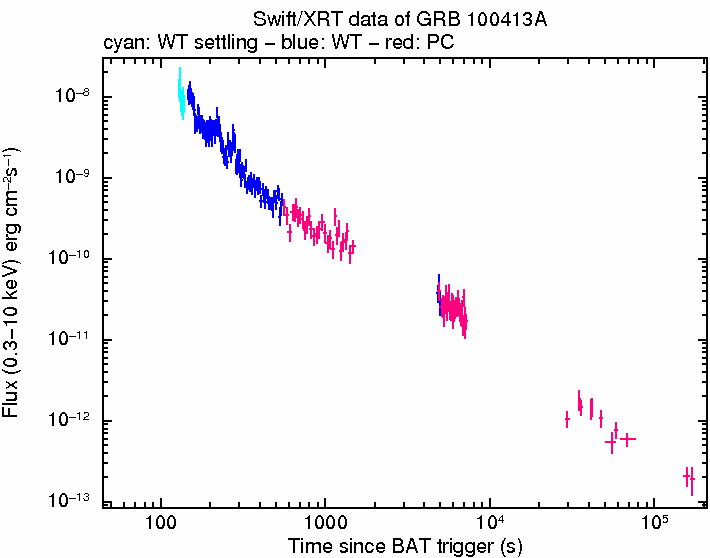 Swift/XRT data of GRB 100413A
cyan: WT settling – blue: WT – red: PC
Flux (0.3–10 keV) erg cm⁻²s⁻¹
10⁻⁸
10⁻⁹
10⁻¹⁰
10⁻¹¹
10⁻¹²
10⁻¹³
100 1000 10⁴ 10⁵
Time since BAT trigger (s)